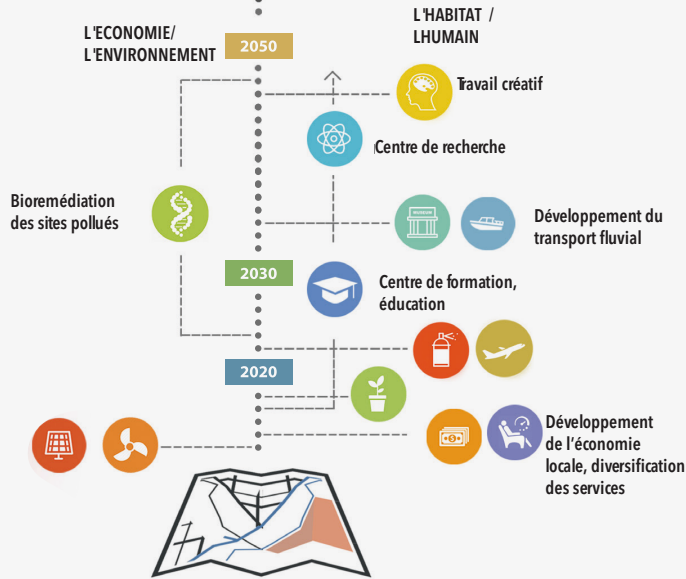 L'ECONOMIE/
L'ENVIRONNEMENT
L'HABITAT /
LHUMAIN
2050
Travail créatif
Centre de recherche
Bioremédiation
des sites pollués
MUSEUM
Développement du
transport fluvial
2030
Centre de formation,
éducation
2020
Développement
de l'économie
locale, diversification
des services